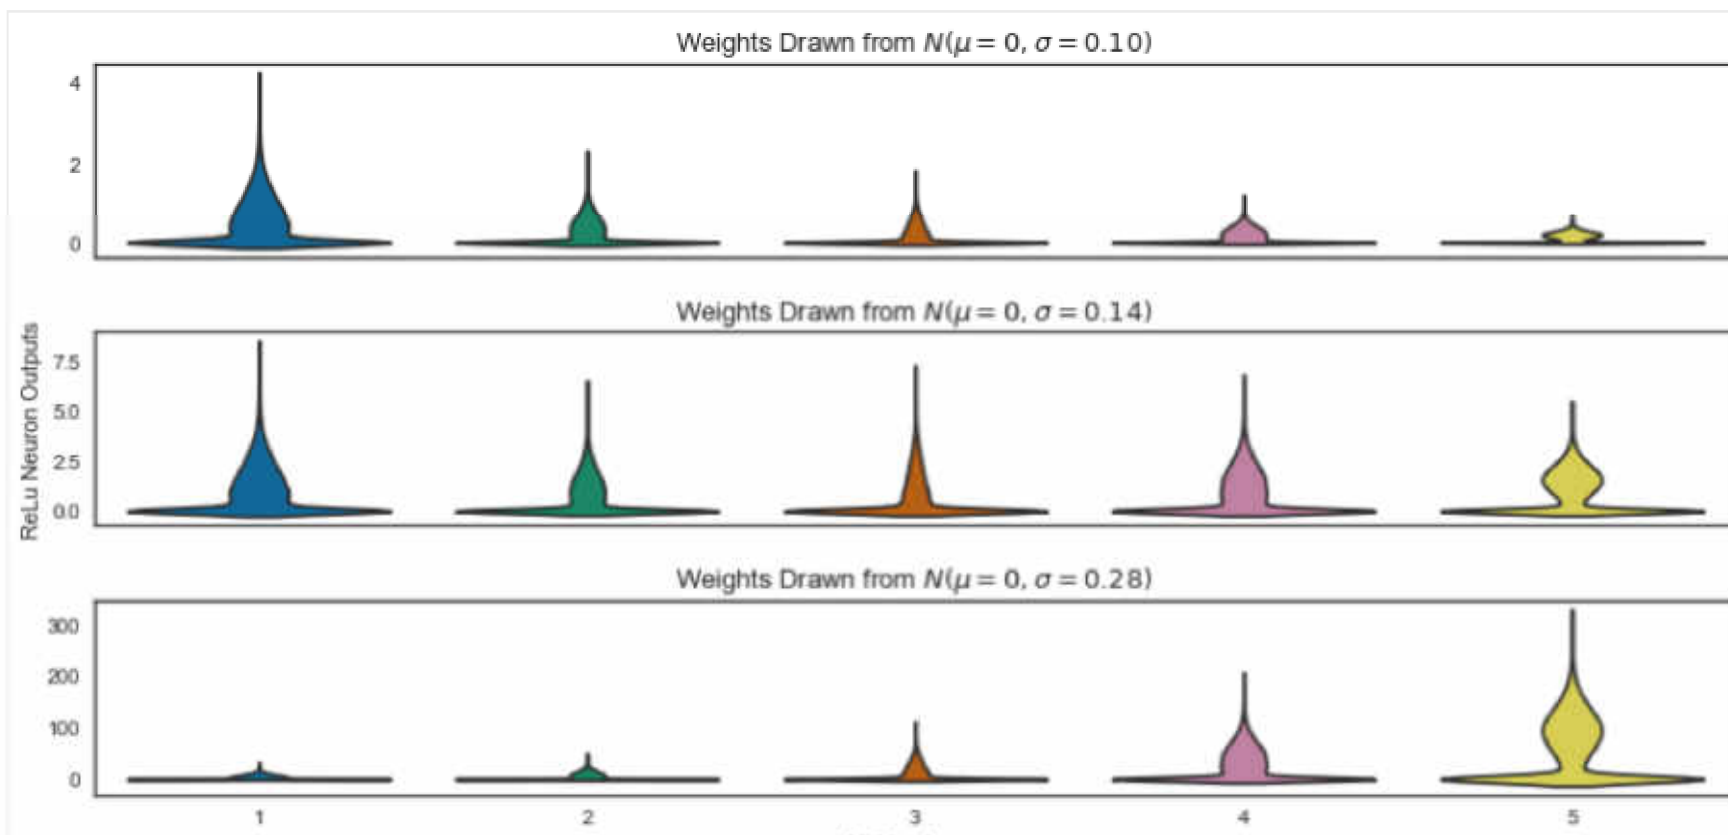 Weights Drawn from N(μ = 0, σ = 0.10)
4
2
0
Weights Drawn from N(μ = 0, σ = 0.14)
ReLu Neuron Outputs
7.5
5.0
2.5
0.0
Weights Drawn from N(μ = 0, σ = 0.28)
300
200
100
0
1 2 3 4 5